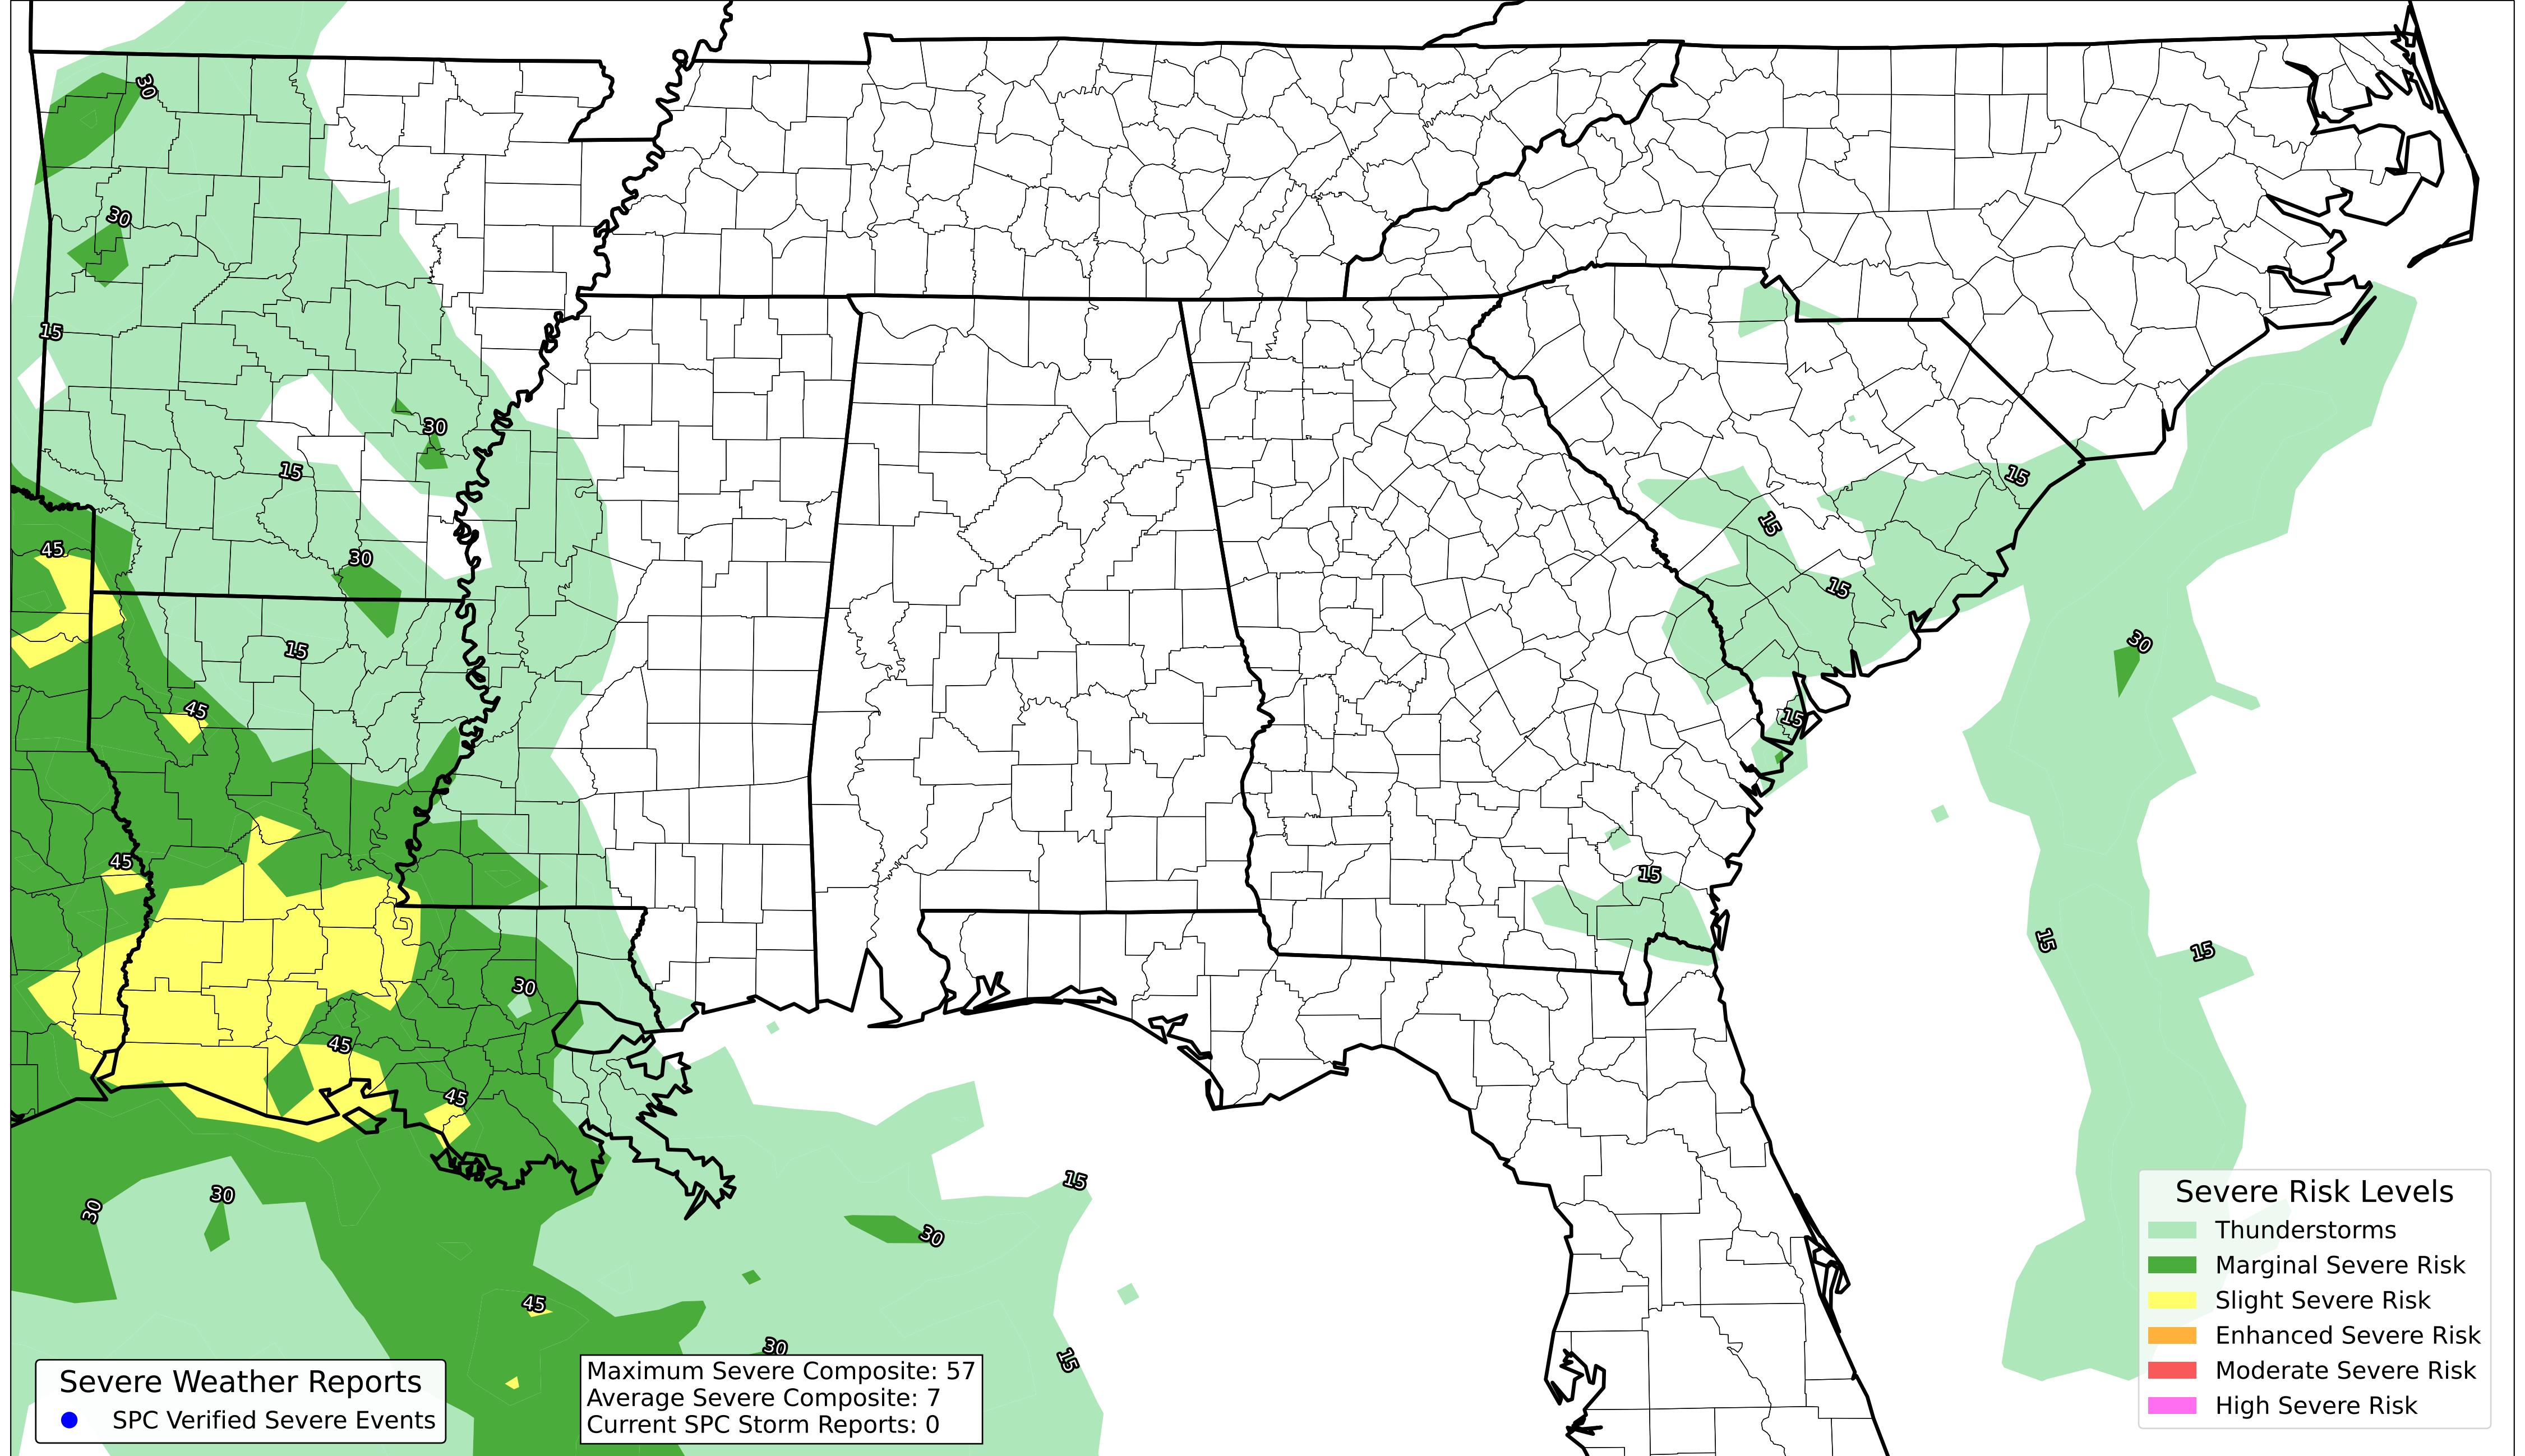 30
30
15
30
15
15
45
15
30
15
30
15
15
45
15
45
15
30
15
15
45
45
15
30
30
30
45
30
15
Severe Risk Levels
Thunderstorms
Marginal Severe Risk
Slight Severe Risk
Enhanced Severe Risk
Moderate Severe Risk
High Severe Risk
Severe Weather Reports
SPC Verified Severe Events
Maximum Severe Composite: 57
Average Severe Composite: 7
Current SPC Storm Reports: 0